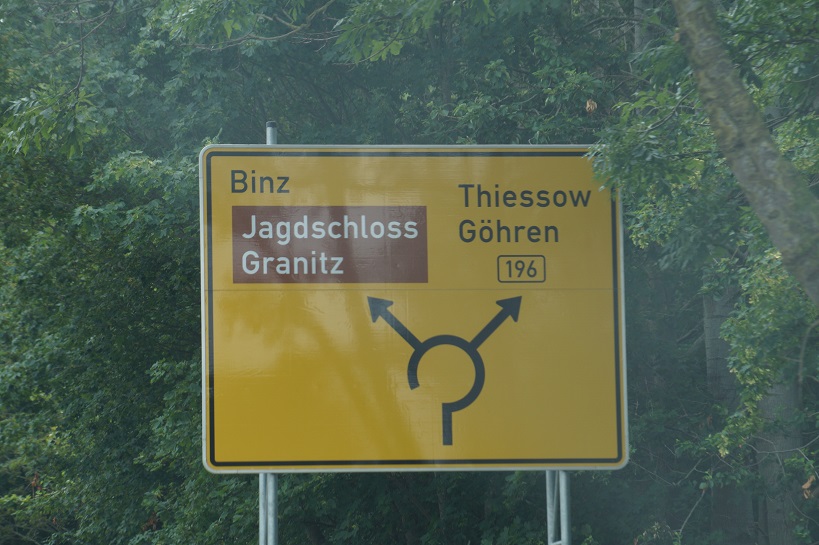 Binz
Jagdschloss
Granitz
Thiessow
Göhren
196